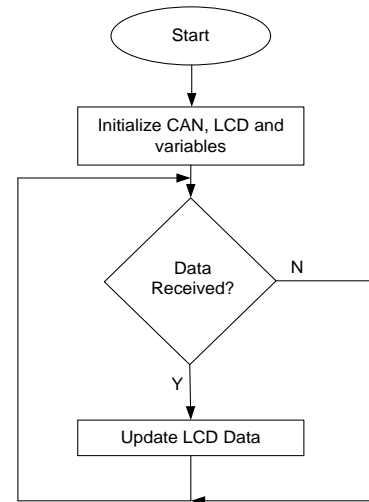 Start
Initialize CAN, LCD and
variables
Data
Received?
N
Y
Update LCD Data